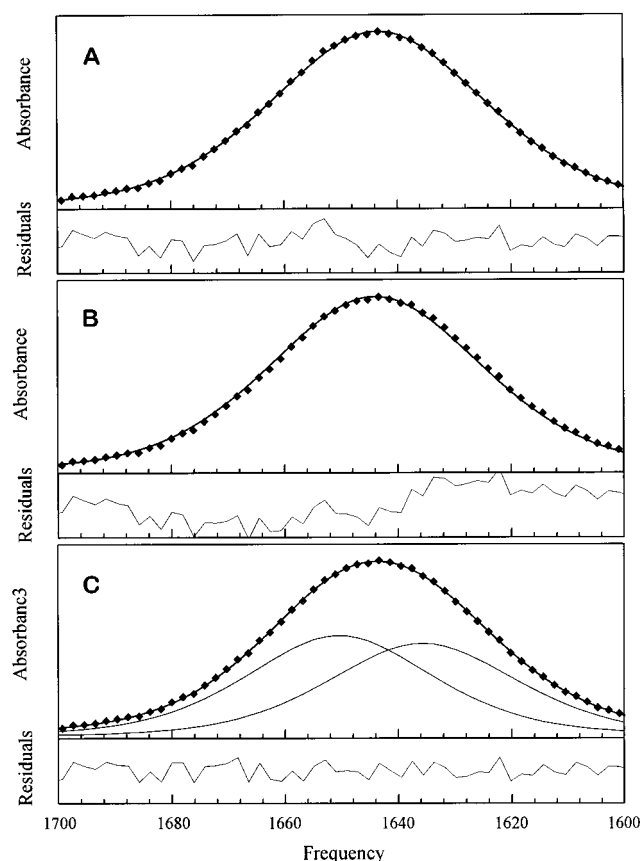 A
Absorbance
Residuals
B
Absorbance
Residuals
C
Absorbanc3
Residuals
1700 1680 1660 1640 1620 1600
Frequency